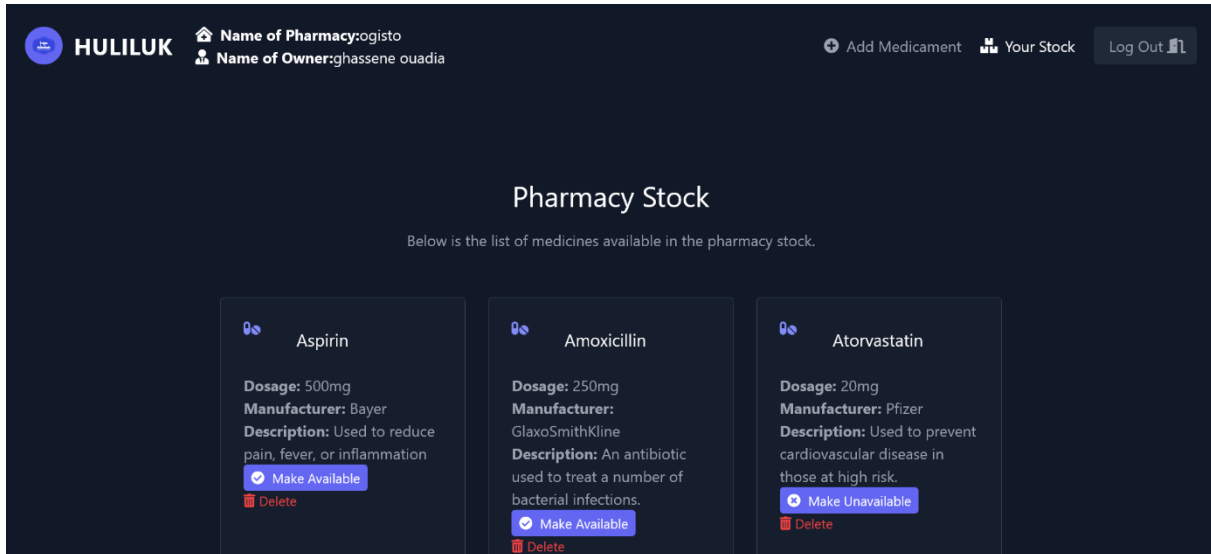 HULILUK
Name of Pharmacy:ogisto
Name of Owner:ghassene ouadia
Add Medicament
Your Stock
Log Out
Pharmacy Stock
Below is the list of medicines available in the pharmacy stock.
Aspirin
Dosage: 500mg
Manufacturer: Bayer
Description: Used to reduce
pain, fever, or inflammation
Make Available
Delete
Amoxicillin
Dosage: 250mg
Manufacturer:
GlaxoSmithKline
Description: An antibiotic
used to treat a number of
bacterial infections.
Make Available
Delete
Atorvastatin
Dosage: 20mg
Manufacturer: Pfizer
Description: Used to prevent
cardiovascular disease in
those at high risk.
Make Unavailable
Delete